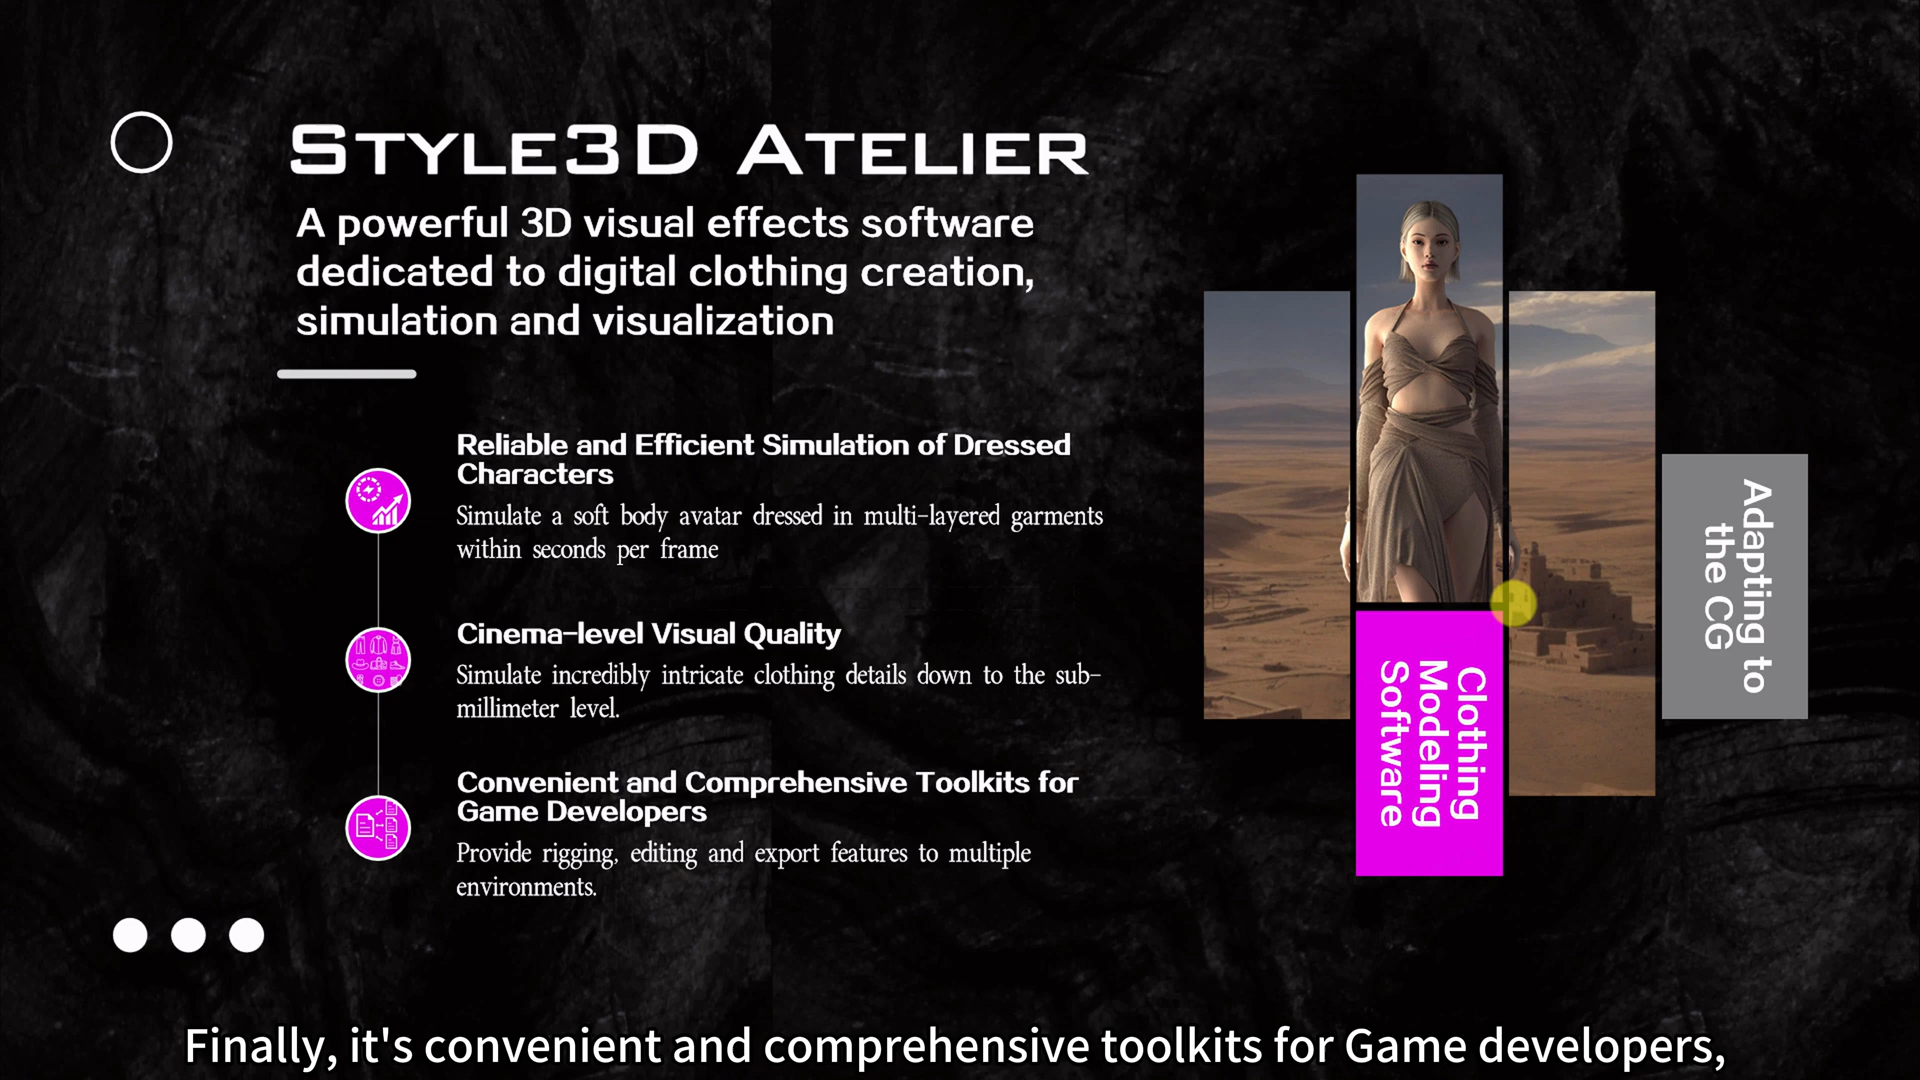 STYLE3D ATELIER
A powerful 3D visual effects software
dedicated to digital clothing creation,
simulation and visualization
Reliable and Efficient Simulation of Dressed
Characters
Simulate a soft body avatar dressed in multi-layered garments
within seconds per frame
Cinema-level Visual Quality
Simulate incredibly intricate clothing details down to the sub-
millimeter level.
Convenient and Comprehensive Toolkits for
Game Developers
Provide rigging, editing and export features to multiple
environments.
Clothing
Modeling
Software
Adapting to
the CG
Finally, it's convenient and comprehensive toolkits for Game developers,